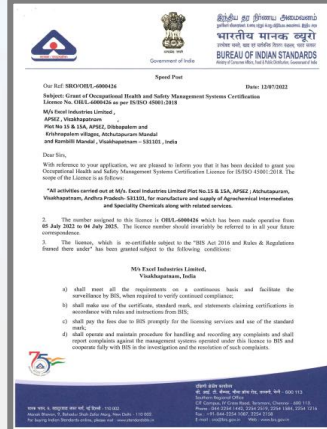 இந்திய தர நிர்ணய அமைவனம்
भारतीय मानक ब्यूरो
BUREAU OF INDIAN STANDARDS
Government of India
Speed Post
Our Ref: SRO/OH/L-6000426
Date: 12/07/2022
Subject: Grant of Occupational Health and Safety Management Systems Certification
Licence No. OH/L-6000426 as per IS/ISO 45001:2018
M/s Excel Industries Limited ,
APSEZ , Visakhapatnam
Plot No 15 & 15A, APSEZ, Dibbapalem and
Krishnapalem villages, Atchutapuram Mandal
and Rambilli Mandal, Visakhapatnam – 531101 , India
Dear Sirs,
With reference to your application, we are pleased to inform you that it has been decided to grant you
Occupational Health and Safety Management Systems Certification Licence for IS/ISO 45001:2018. The
scope of the Licence is as follows:
"All activities carried out at M/s. Excel Industries Limited Plot No.15 & 15A, APSEZ , Atchutapuram,
Visakhapatnam, Andhra Pradesh- 531101, for manufacture and supply of Agrochemical Intermediates
and Speciality Chemicals along with related services.
2. The number assigned to this licence is OH/L-6000426 which has been made operative from
05 July 2022 to 04 July 2025. The licence number should invariably be referred to in all your future
correspondence.
3. The licence, which is re-certifiable subject to the "BIS Act 2016 and Rules & Regulations
framed there under" has been granted subject to the following conditions:
M/s Excel Industries Limited,
Visakhapatnam, India
a) shall meet all the requirements on a continuous basis and facilitate the
surveillance by BIS, when required to verify continued compliance;
b) shall make use of the certificate, standard mark, and statements claiming certifications in
accordance with rules and instructions from BIS;
c) shall pay the fees due to BIS promptly for the licensing services and use of the standard
mark,
d) shall operate and maintain procedure for handling and recording any complaints and shall
report complaints against the management systems operated under this licence to BIS and
cooperate fully with BIS in the investigation and the resolution of such complaints.
75
Southern Regional Office